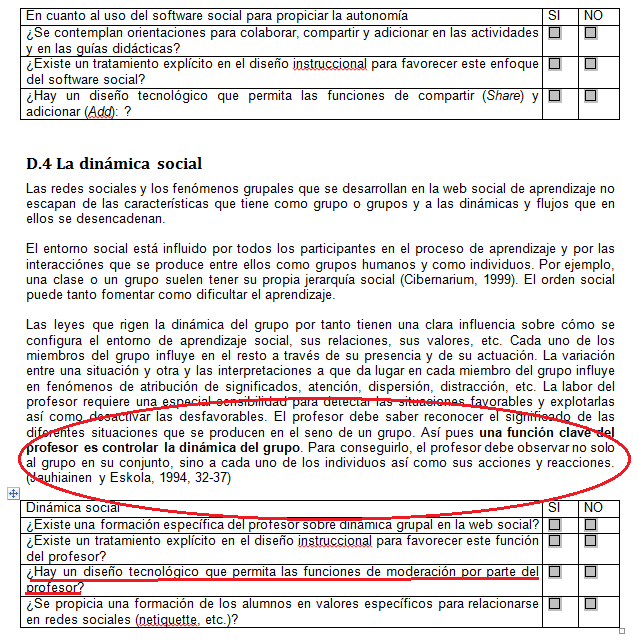 En cuanto al uso del software social para propiciar la autonomía SI NO
¿Se contemplan orientaciones para colaborar, compartir y adicionar en las actividades
y en las guías didácticas?
¿Existe un tratamiento explícito en el diseño instruccional para favorecer este enfoque
del software social?
¿Hay un diseño tecnológico que permita las funciones de compartir (Share) y
adicionar (Add): ?
D.4 La dinámica social
Las redes sociales y los fenómenos grupales que se desarrollan en la web social de aprendizaje no
escapan de las características que tiene como grupo o grupos y a las dinámicas y flujos que en
ellos se desencadenan.
El entorno social está influido por todos los participantes en el proceso de aprendizaje y por las
interacciónes que se produce entre ellos como grupos humanos y como individuos. Por ejemplo,
una clase o un grupo suelen tener su propia jerarquía social (Cibernarium, 1999). El orden social
puede tanto fomentar como dificultar el aprendizaje.
Las leyes que rigen la dinámica del grupo por tanto tienen una clara influencia sobre cómo se
configura el entorno de aprendizaje social, sus relaciones, sus valores, etc. Cada uno de los
miembros del grupo influye en el resto a través de su presencia y de su actuación. La variación
entre una situación y otra y las interpretaciones a que da lugar en cada miembro del grupo influye
en fenómenos de atribución de significados, atención, dispersión, distracción, etc. La labor del
profesor requiere una especial sensibilidad para detectar las situaciones favorables y explotarlas
así como desactivar las desfavorables. El profesor debe saber reconocer el significado de las
diferentes situaciones que se producen en el seno de un grupo. Así pues una función clave del
profesor es controlar la dinámica del grupo. Para conseguirlo, el profesor debe observar no solo
al grupo en su conjunto, sino a cada uno de los individuos así como sus acciones y reacciones.
(Jauhiainen y Eskola, 1994, 32-37)
Dinámica social SI NO
¿Existe una formación específica del profesor sobre dinámica grupal en la web social?
¿Existe un tratamiento explícito en el diseño instruccional para favorecer este función
del profesor?
¿Hay un diseño tecnológico que permita las funciones de moderación por parte del
profesor?
¿Se propicia una formación de los alumnos en valores específicos para relacionarse
en redes sociales (netiquette, etc.)?